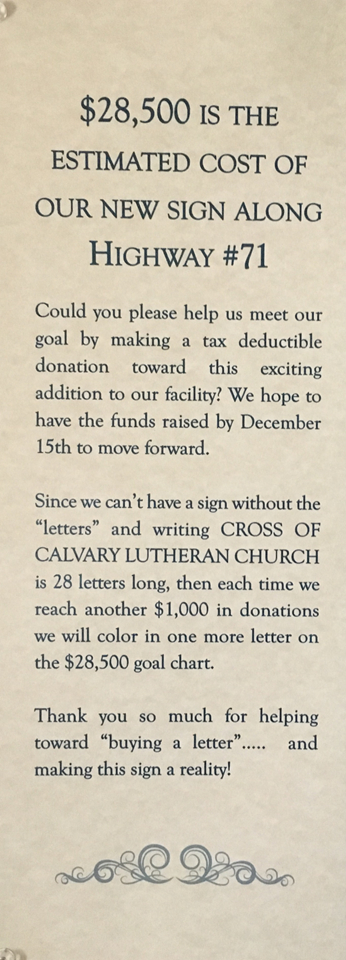 $28,500 IS THE
ESTIMATED COST OF
OUR NEW SIGN ALONG
HIGHWAY #71
Could you please help us meet our
goal by making a tax deductible
donation toward this exciting
addition to our facility? We hope to
have the funds raised by December
15th to move forward.
Since we can't have a sign without the
"letters" and writing CROSS OF
CALVARY LUTHERAN CHURCH
is 28 letters long, then each time we
reach another $1,000 in donations
we will color in one more letter on
the $28,500 goal chart.
Thank you so much for helping
toward "buying a letter"..... and
making this sign a reality!